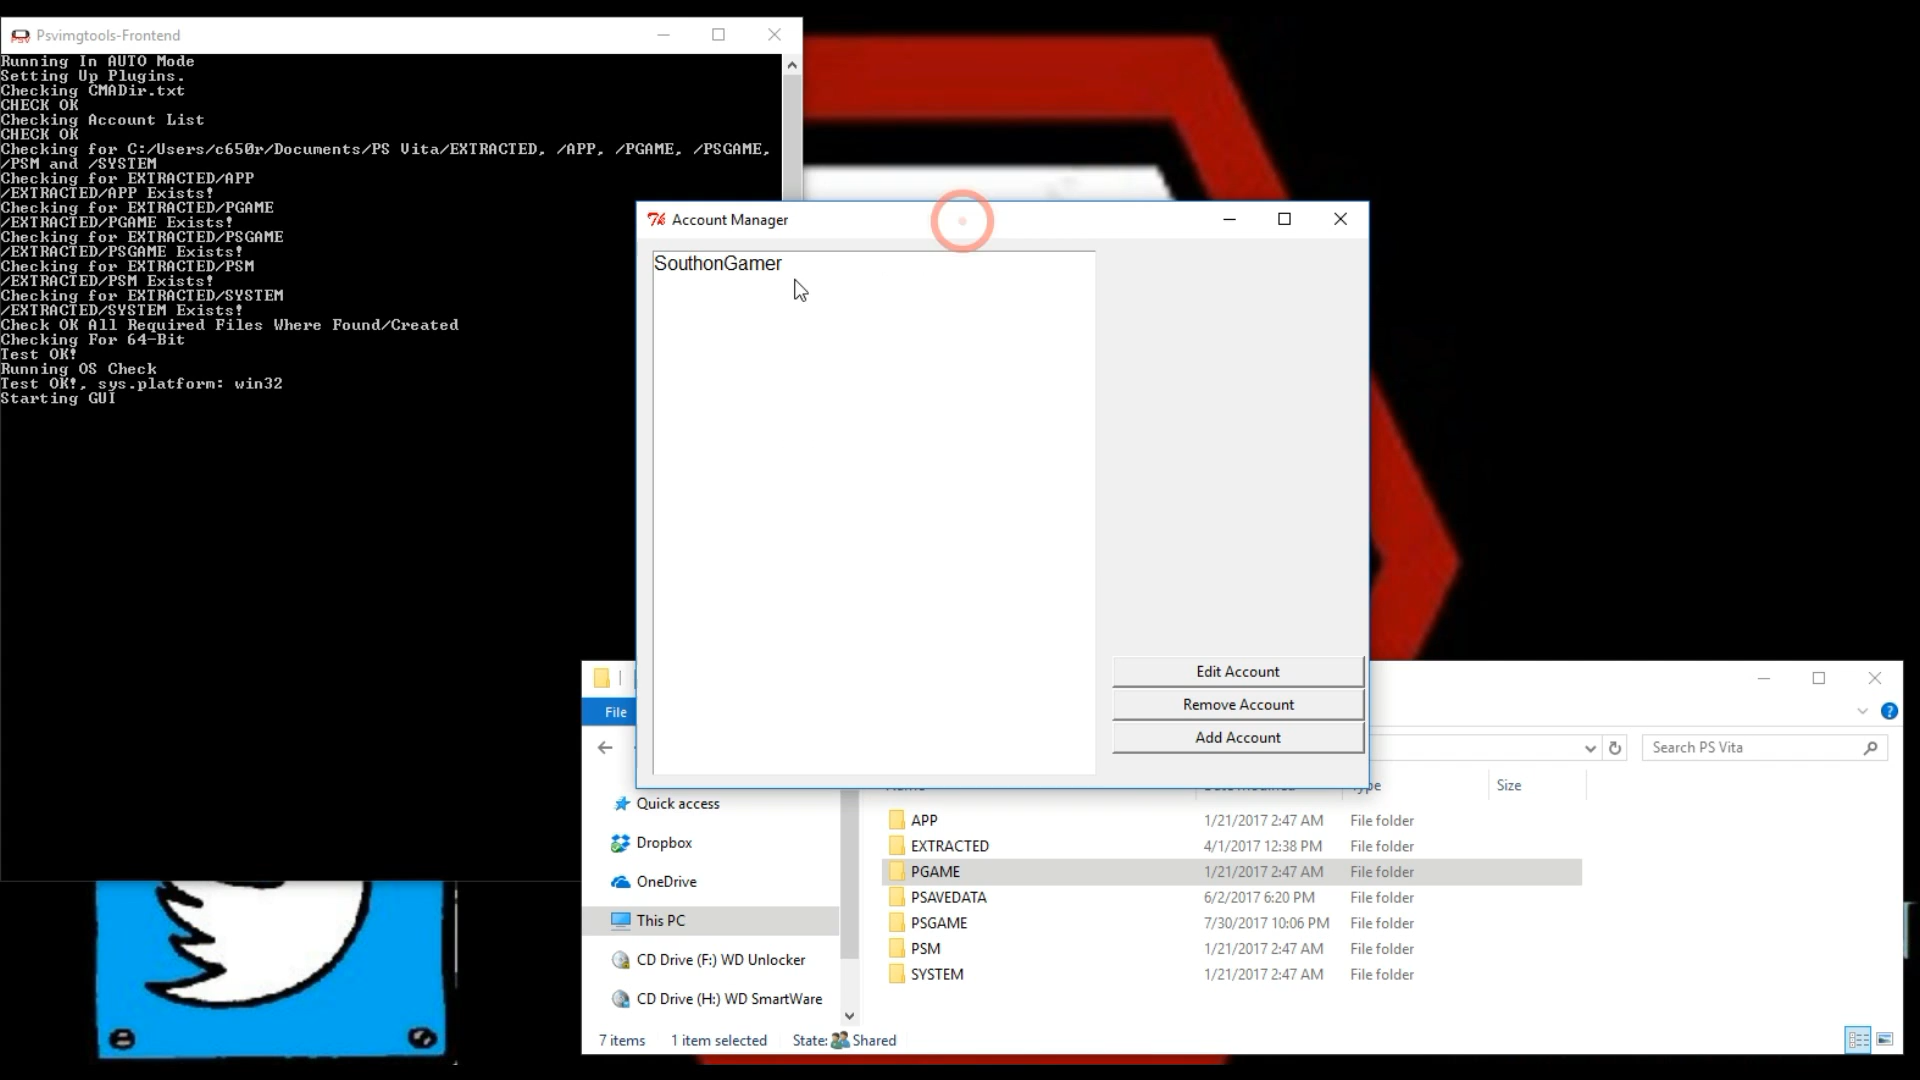 Psvimgtools-Frontend
Running In AUTO Mode
Setting Up Plugins.
Checking CMADir.txt
CHECK OK
Checking Account List
CHECK OK
Checking for C:/Users/c650r/Documents/PS Vita/EXTRACTED, /APP, /PGAME, /PSGAME,
/PSM and /SYSTEM
Checking for EXTRACTED/APP
/EXTRACTED/APP Exists!
Checking for EXTRACTED/PGAME
/EXTRACTED/PGAME Exists!
Checking for EXTRACTED/PSGAME
/EXTRACTED/PSGAME Exists!
Checking for EXTRACTED/PSM
/EXTRACTED/PSM Exists!
Checking for EXTRACTED/SYSTEM
/EXTRACTED/SYSTEM Exists!
Check OK All Required Files Where Found/Created
Checking For 64-Bit
Test OK!
Running OS Check
Test OK!, sys.platform: win32
Starting GUI
Account Manager
SouthonGamer
Edit Account
Remove Account
Add Account
File
Search PS Vita
Size
Quick access
Dropbox
OneDrive
This PC
CD Drive (F:) WD Unlocker
CD Drive (H:) WD SmartWare
APP 1/21/2017 2:47 AM File folder
EXTRACTED 4/1/2017 12:38 PM File folder
PGAME 1/21/2017 2:47 AM File folder
PSAVEDATA 6/2/2017 6:20 PM File folder
PSGAME 7/30/2017 10:06 PM File folder
PSM 1/21/2017 2:47 AM File folder
SYSTEM 1/21/2017 2:47 AM File folder
7 items 1 item selected State: Shared